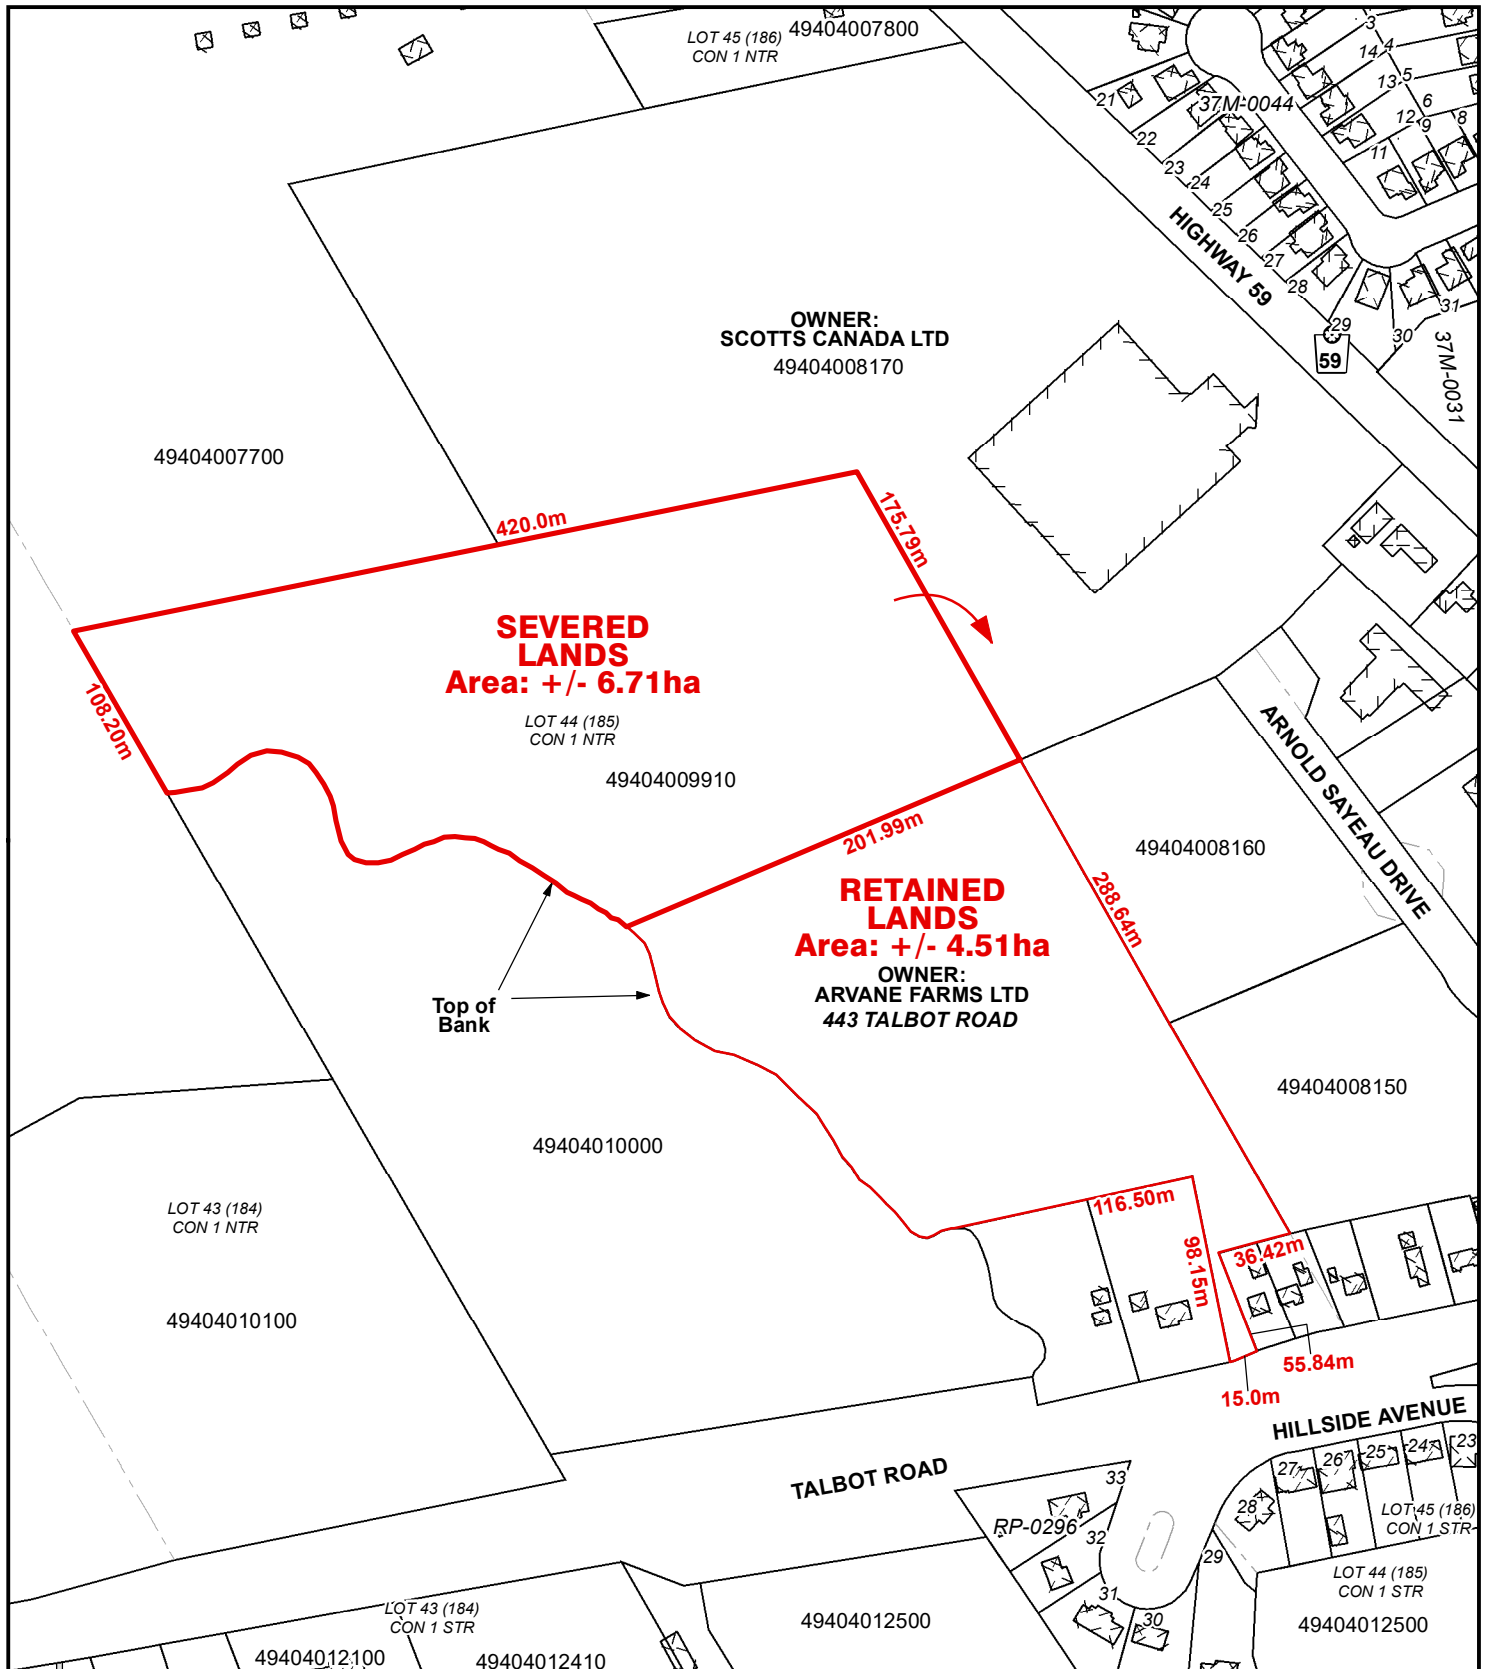 LOT 45 (186)
CON 1 NTR
49404007800
3
14
4
13
5
6
12
9
8
11
21
37M-0044
22
23
24
25
26
27
28
29
30
31
37M-0031
HIGHWAY 59
59
OWNER:
SCOTTS CANADA LTD
49404008170
49404007700
420.0m
175.79m
SEVERED
LANDS
Area: +/- 6.71ha
LOT 44 (185)
CON 1 NTR
49404009910
108.20m
201.99m
ARNOLD SAYEAU DRIVE
49404008160
288.64m
RETAINED
LANDS
Area: +/- 4.51ha
OWNER:
ARVANE FARMS LTD
443 TALBOT ROAD
Top of
Bank
49404008150
49404010000
LOT 43 (184)
CON 1 NTR
49404010100
116.50m
98.15m
36.42m
55.84m
15.0m
HILLSIDE AVENUE
TALBOT ROAD
33
RP-0296
32
31
30
29
28
27
26
25
24
23
LOT 45 (186)
CON 1 STR
LOT 44 (185)
CON 1 STR
49404012500
LOT 43 (184)
CON 1 STR
49404012100
49404012410
49404012500